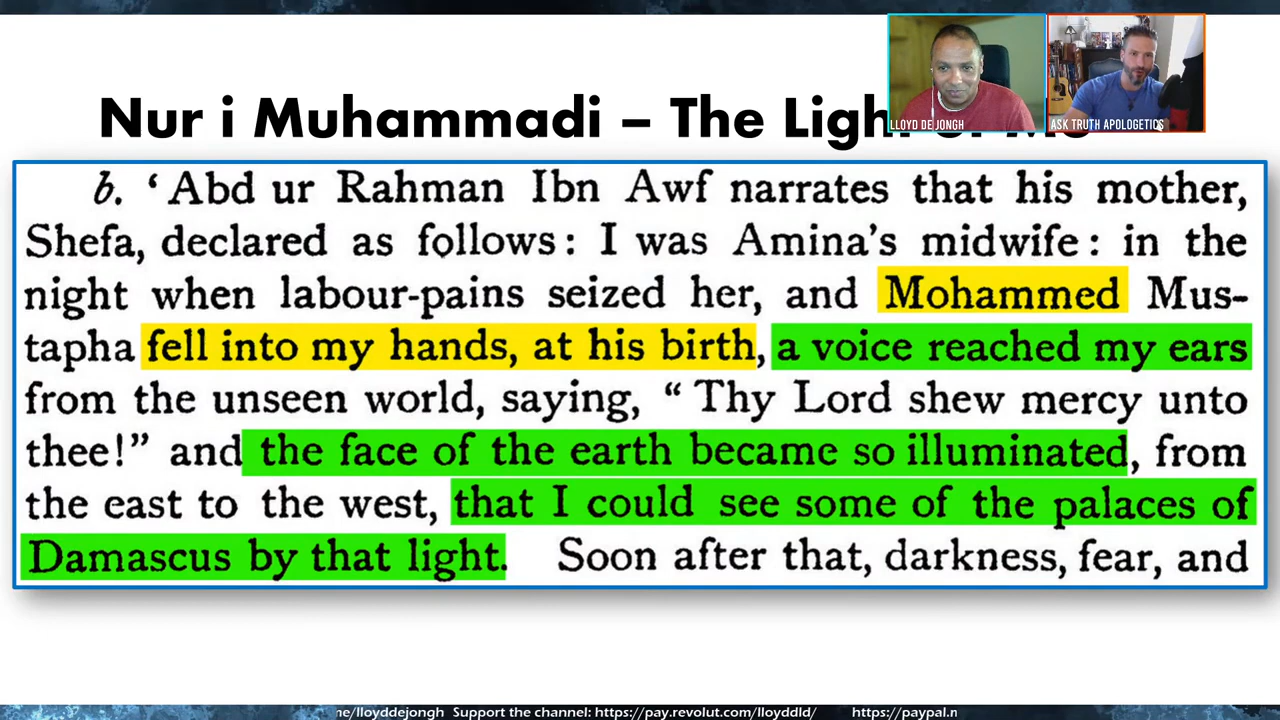 Nur i Muhammadi – The Ligh
LLOYD DE JONGH
ASK TRUTH APOLOGETICS
b. ‘Abd ur Rahman Ibn Awf narrates that his mother,
Shefa, declared as follows: I was Amina’s midwife: in the
night when labour-pains seized her, and Mohammed Mus-
tapha fell into my hands, at his birth, a voice reached my ears
from the unseen world, saying, “Thy Lord shew mercy unto
thee!” and the face of the earth became so illuminated, from
the east to the west, that I could see some of the palaces of
Damascus by that light. Soon after that, darkness, fear, and
ne/lloyddejongh Support the channel: https://pay.revolut.com/lloyddld/ https://paypal.n